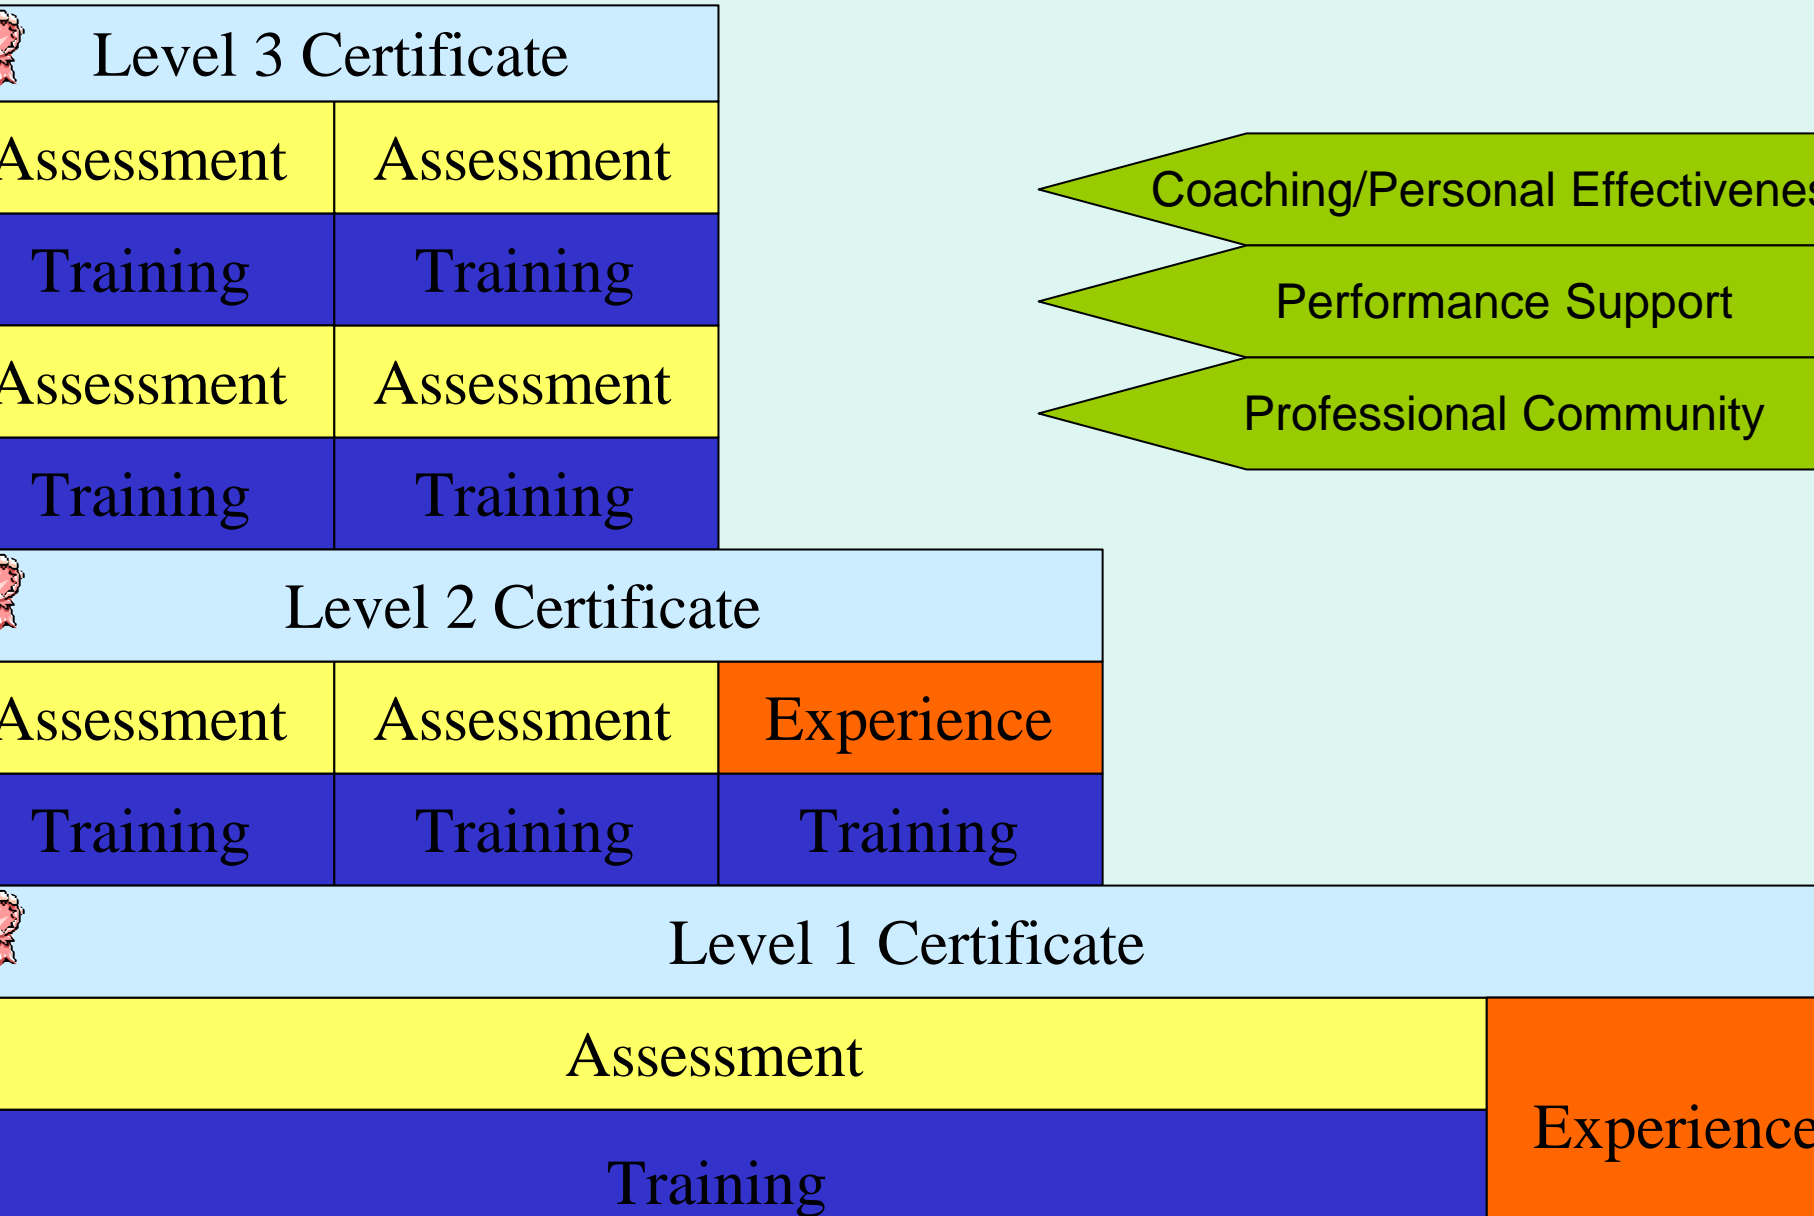 Level 3 Certificate
Assessment Assessment
Coaching/Personal Effectivenes
Training Training
Performance Support
Assessment Assessment
Professional Community
Training Training
Level 2 Certificate
Assessment Assessment Experience
Training Training Training
Level 1 Certificate
Assessment
Experience
Training